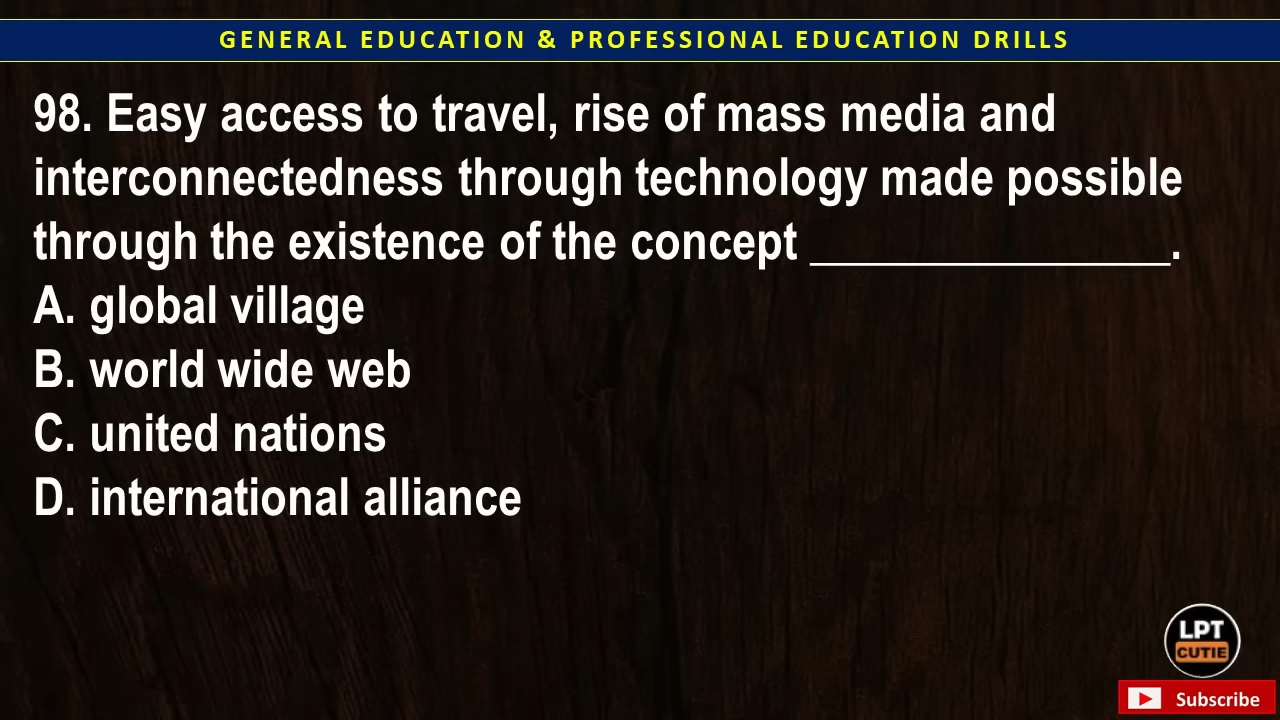 GENERAL EDUCATION & PROFESSIONAL EDUCATION DRILLS
98. Easy access to travel, rise of mass media and
interconnectedness through technology made possible
through the existence of the concept _________________.
A. global village
B. world wide web
C. united nations
D. international alliance
LPT
CUTIE
Subscribe